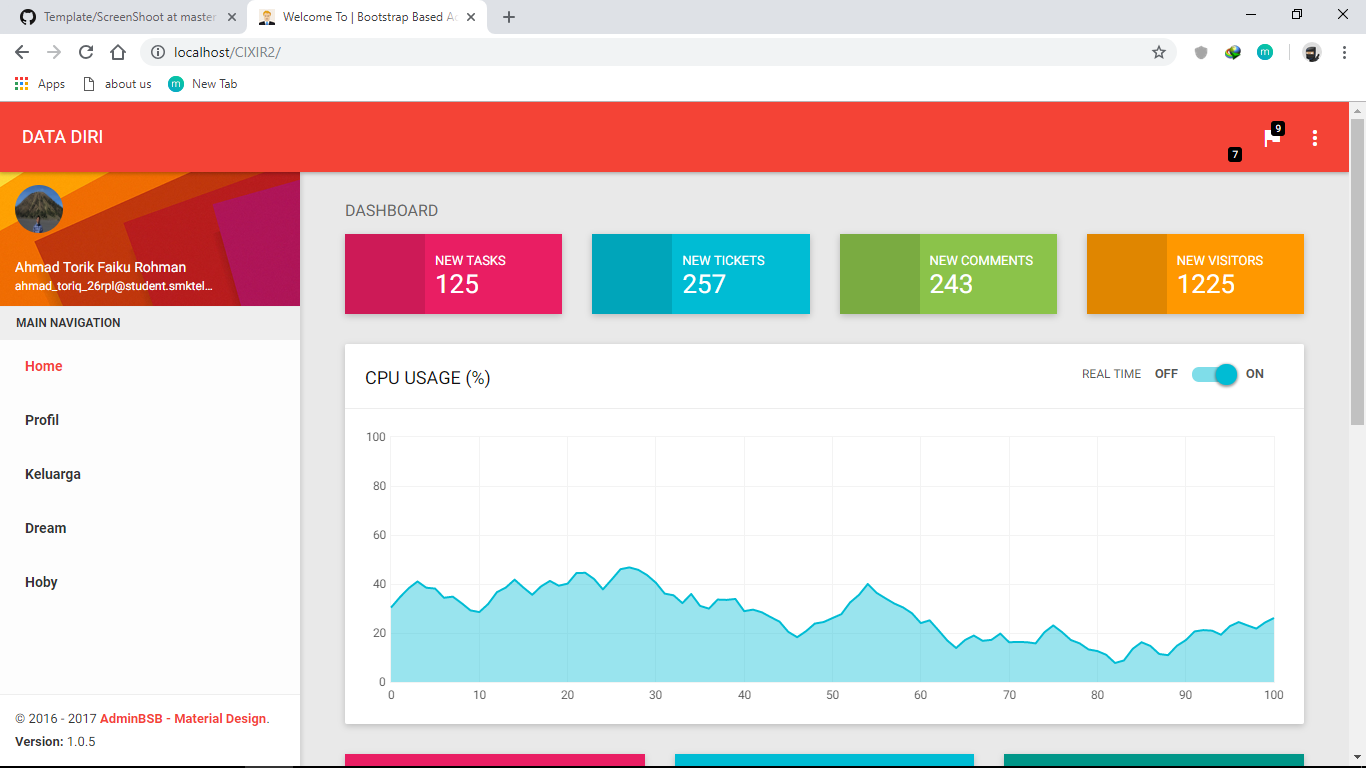 Template/ScreenShoot at master
Welcome To | Bootstrap Based Ad
localhost/CIXIR2/
Apps
about us
m
New Tab
m
DATA DIRI
7
9
Ahmad Torik Faiku Rohman
ahmad_toriq_26rpl@student.smktel...
MAIN NAVIGATION
Home
Profil
Keluarga
Dream
Hoby
© 2016 - 2017 AdminBSB - Material Design.
Version: 1.0.5
DASHBOARD
NEW TASKS
125
NEW TICKETS
257
NEW COMMENTS
243
NEW VISITORS
1225
CPU USAGE (%)
REAL TIME OFF ON
100
80
60
40
20
0
0 10 20 30 40 50 60 70 80 90 100